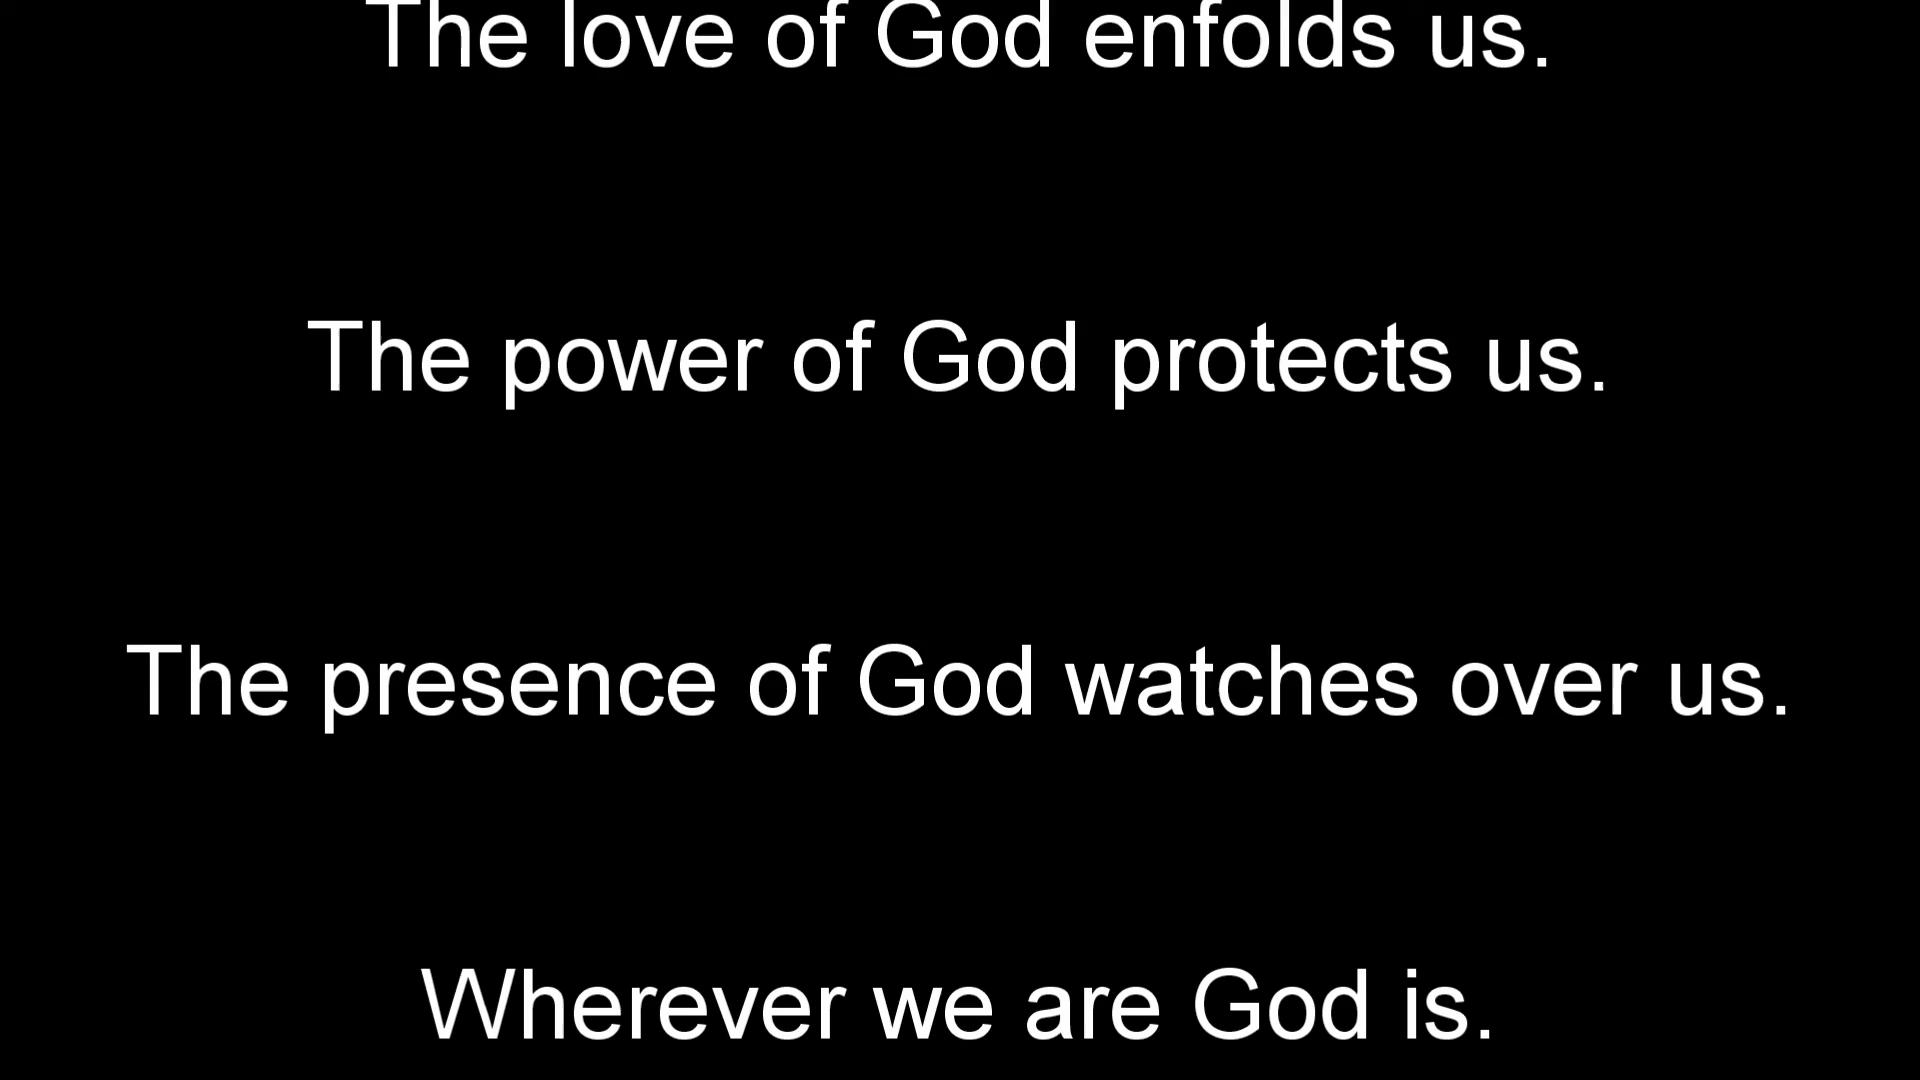 The love of God enfolds us.
The power of God protects us.
The presence of God watches over us.
Wherever we are God is.